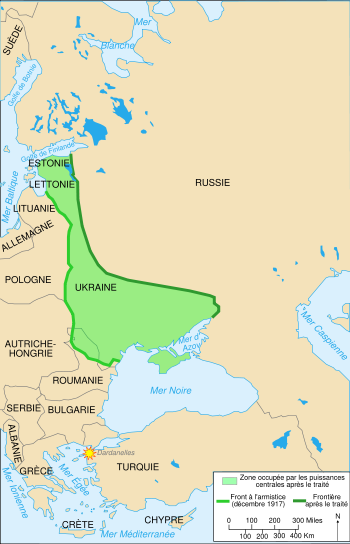 SUÈDE
Mer
Blanche
Golfe de Botnie
Golfe de Finlande
ESTONIE
LETTONIE
RUSSIE
Mer Baltique
LITUANIE
ALLEMAGNE
POLOGNE
UKRAINE
Mer Caspienne
AUTRICHE-
HONGRIE
Mer d'
Azov
ROUMANIE
Mer Noire
SERBIE
BULGARIE
ALBANIE
Dardanelles
GRÈCE
Mer Égée
TURQUIE
Mer Ionienne
CRÈTE
CHYPRE
Mer Méditerranée
Zone occupée par les puissances
centrales après le traité
Front à l'armistice
(décembre 1917)
Frontière
après le traité
0 100 200 300 Miles
0 100 200 300 400 Km
N